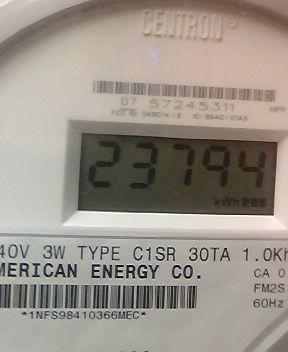 CENTRON®
07 57245311
23794
kWh
40V 3W TYPE C1SR 30TA 1.0Kh
MERICAN ENERGY CO.
CA 0
FM2S
60Hz
*1NFS98410366MEC*